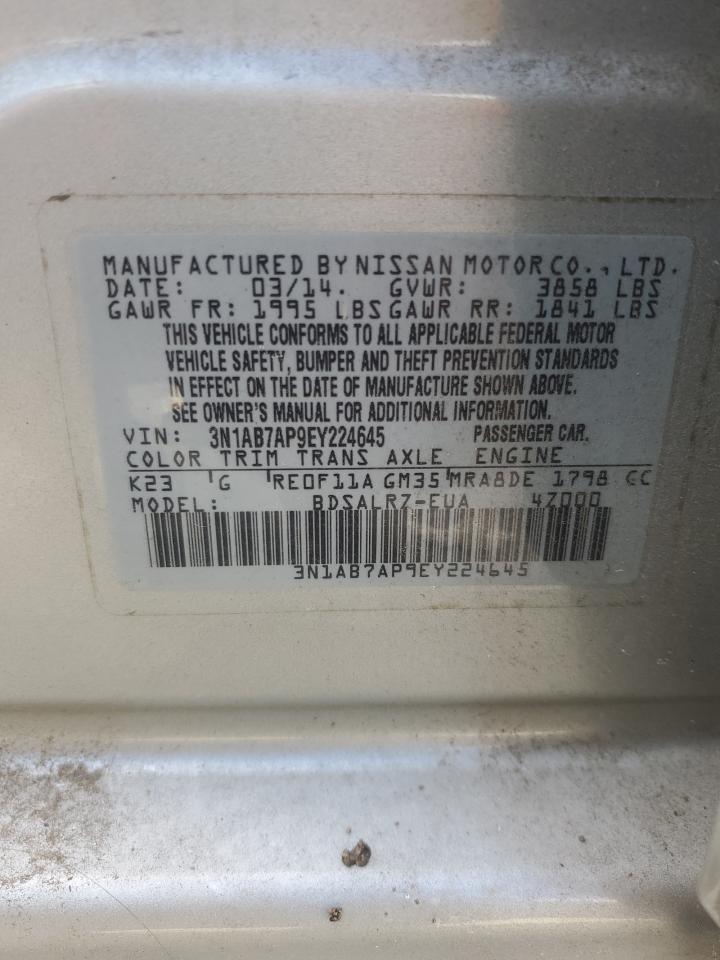 MANUFACTURED BY NISSAN MOTOR CO., LTD.
DATE: 03/14. GVWR: 3858 LBS
GAWR FR: 1995 LBS GAWR RR: 1841 LBS
THIS VEHICLE CONFORMS TO ALL APPLICABLE FEDERAL MOTOR
VEHICLE SAFETY, BUMPER AND THEFT PREVENTION STANDARDS
IN EFFECT ON THE DATE OF MANUFACTURE SHOWN ABOVE.
SEE OWNER'S MANUAL FOR ADDITIONAL INFORMATION.
VIN: 3N1AB7AP9EY224645 PASSENGER CAR.
COLOR TRIM TRANS AXLE ENGINE
K23 G RE0F11A GM35 MRA8DE 1798 CC
MODEL: BDSALRZ-EUA 4Z000
3N1AB7AP9EY224645